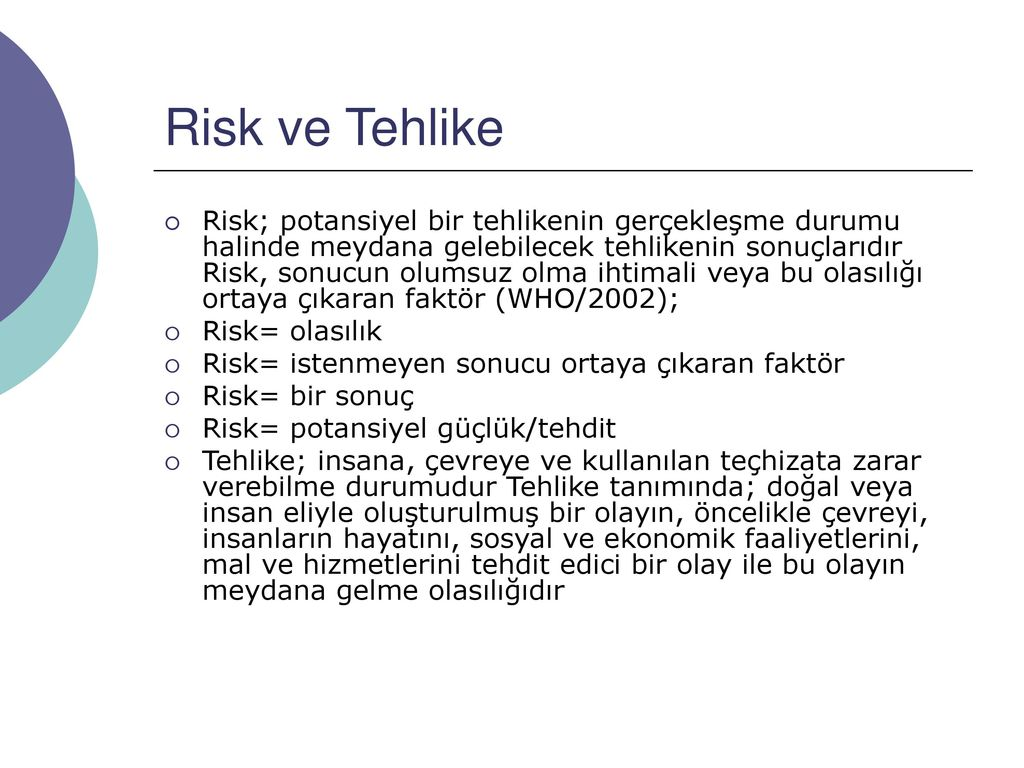 Risk ve Tehlike
Risk; potansiyel bir tehlikenin gerçekleşme durumu
halinde meydana gelebilecek tehlikenin sonuçlarıdır
Risk, sonucun olumsuz olma ihtimali veya bu olasılığı
ortaya çıkaran faktör (WHO/2002);
Risk= olasılık
Risk= istenmeyen sonucu ortaya çıkaran faktör
Risk= bir sonuç
Risk= potansiyel güçlük/tehdit
Tehlike; insana, çevreye ve kullanılan teçhizata zarar
verebilme durumudur Tehlike tanımında; doğal veya
insan eliyle oluşturulmuş bir olayın, öncelikle çevreyi,
insanların hayatını, sosyal ve ekonomik faaliyetlerini,
mal ve hizmetlerini tehdit edici bir olay ile bu olayın
meydana gelme olasılığıdır